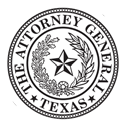 THE ATTORNEY GENERAL
TEXAS